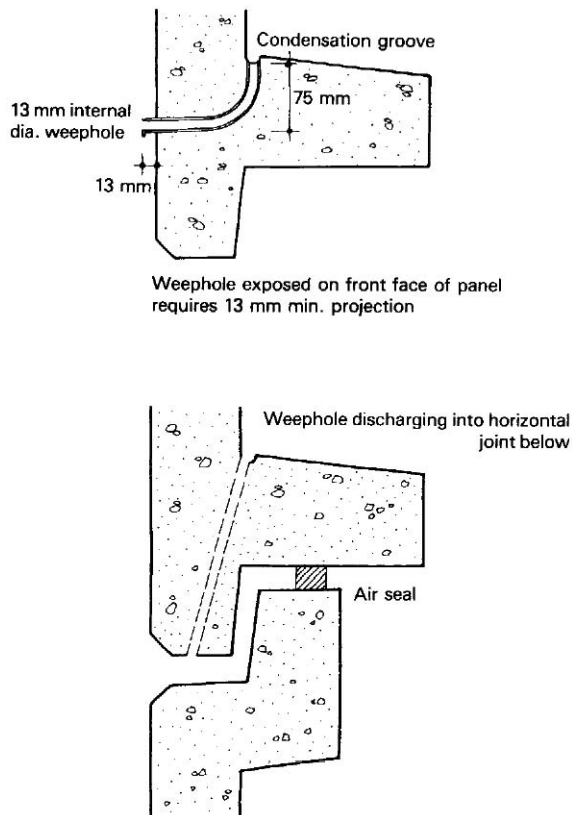 Condensation groove
75 mm
13 mm internal
dia. weephole
13 mm
Weephole exposed on front face of panel
requires 13 mm min. projection
Weephole discharging into horizontal
joint below
Air seal